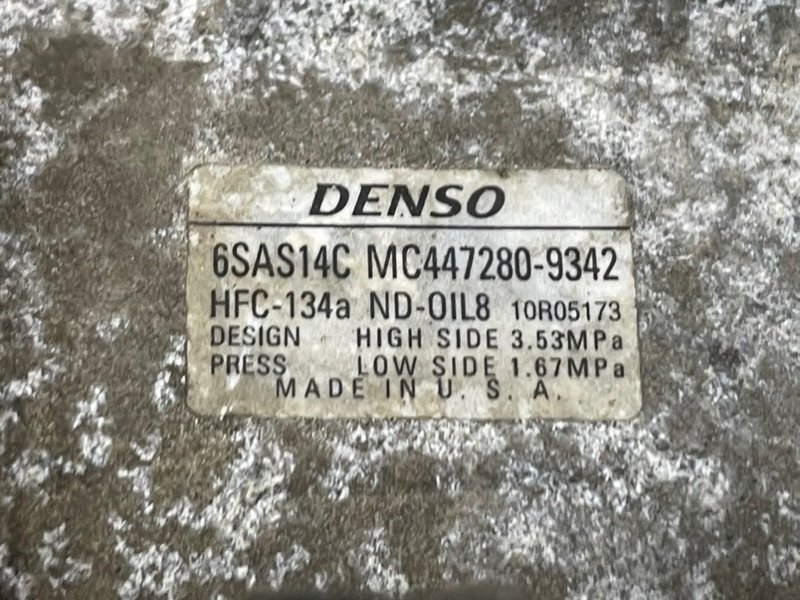 DENSO
6SAS14C MC447280-9342
HFC-134a ND-OIL8 10R05173
DESIGN HIGH SIDE 3.53MPa
PRESS LOW SIDE 1.67MPa
MADE IN U. S. A.